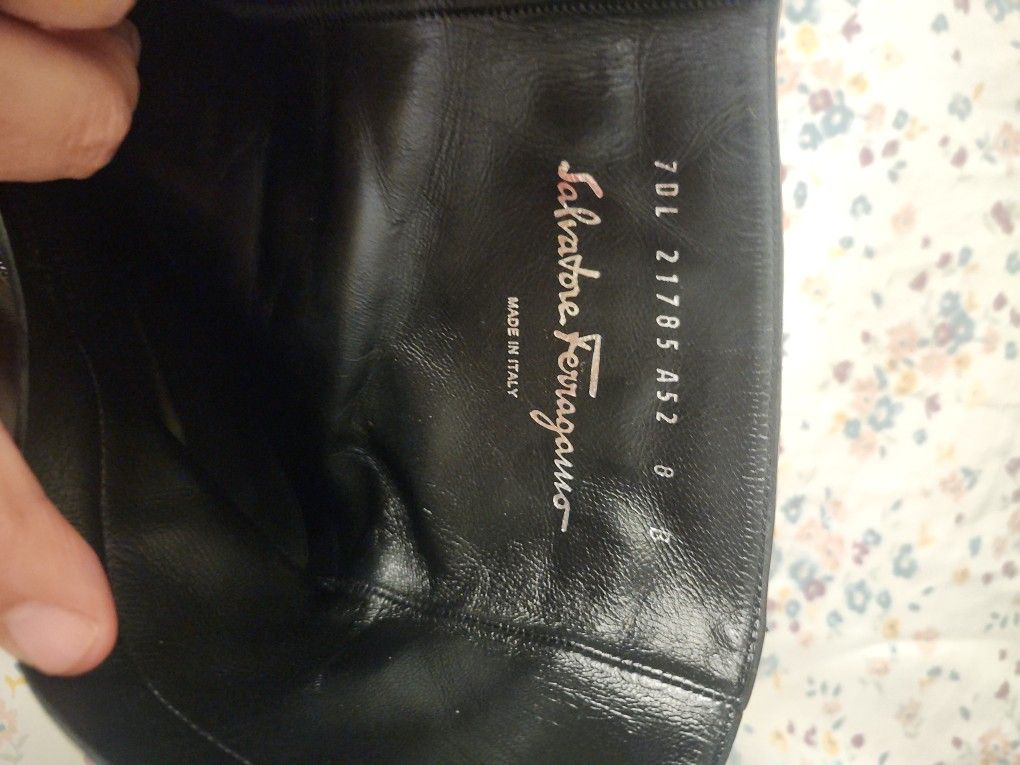 7DL 21785 A52 8 B
Salvatore Ferragamo
MADE IN ITALY